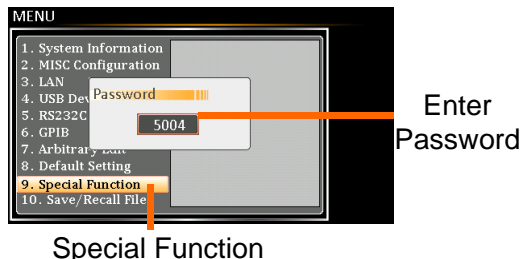 MENU
1. System Information
2. MISC Configuration
3. LAN
4. USB Dev
5. RS232C
6. GPIB
7. Arbitrary Edit
8. Default Setting
9. Special Function
10. Save/Recall File
Password
5004
Enter
Password
Special Function